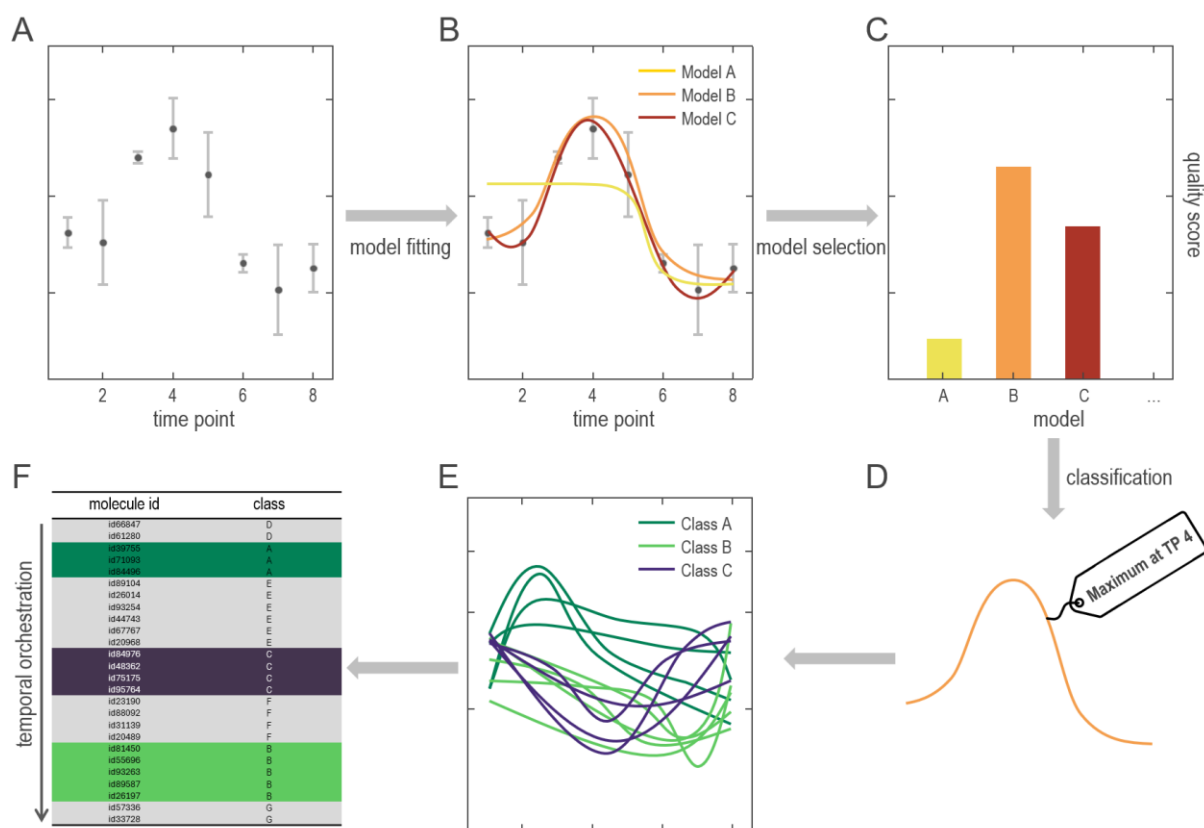 A
B
C
Model A
Model B
Model C
quality score
model fitting
model selection
2 4 6 8
time point
2 4 6 8
time point
A B C ...
model
classification
F
E
D
molecule id class
id66847 D
id61280 D
id39755 A
id71093 A
id84496 A
id89104 E
id26014 E
id93254 E
id44743 E
id67767 E
id20968 E
id84976 C
id48362 C
id75175 C
id95764 C
id23190 F
id88092 F
id31139 F
id20489 F
id81450 B
id55696 B
id93263 B
id89587 B
id26197 B
id57336 G
id33728 G
temporal orchestration
Class A
Class B
Class C
Maximum at TP 4